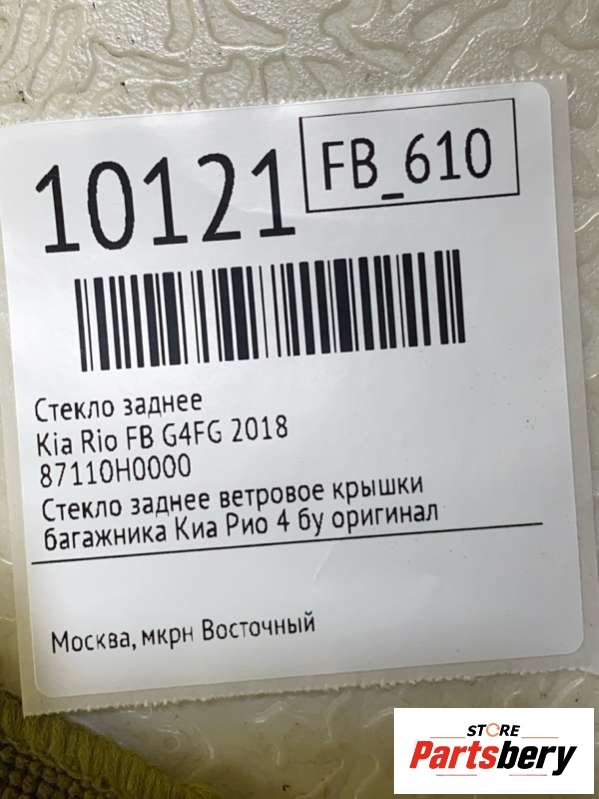 10121
FB_610
Стекло заднее
Kia Rio FB G4FG 2018
87110H0000
Стекло заднее ветровое крышки
багажника Киа Рио 4 бу оригинал
Москва, мкрн Восточный
STORE
Partsbery